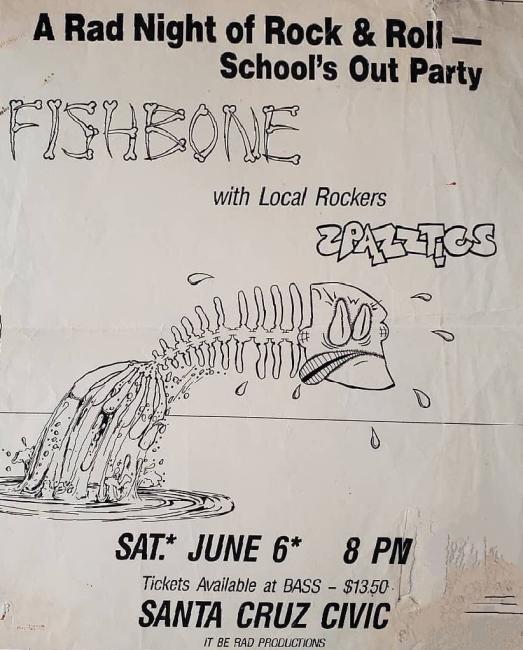 A Rad Night of Rock & Roll —
School's Out Party
FISHBONE
with Local Rockers
ZPAZZTICS
SAT.* JUNE 6* 8 PM
Tickets Available at BASS - $13.50
SANTA CRUZ CIVIC
IT BE RAD PRODUCTIONS